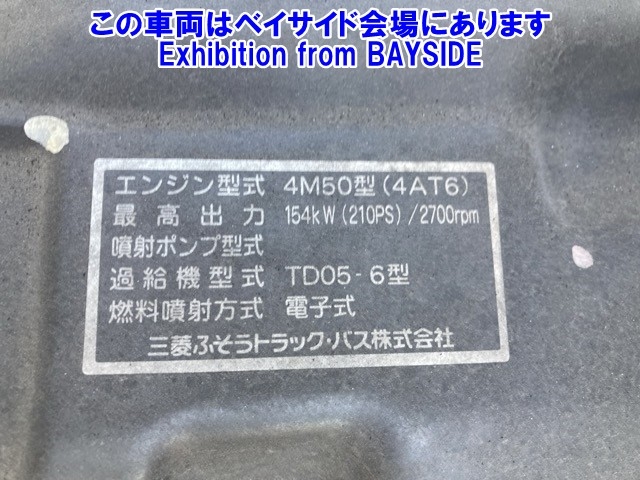 この車両はベイサイド会場にあります
Exhibition from BAYSIDE
エンジン型式 4M50型(4AT6)
最高出力 154kW(210PS)/2700rpm
噴射ポンプ型式
過給機型式 TD05-6型
燃料噴射方式 電子式
三菱ふそうトラック・バス株式会社